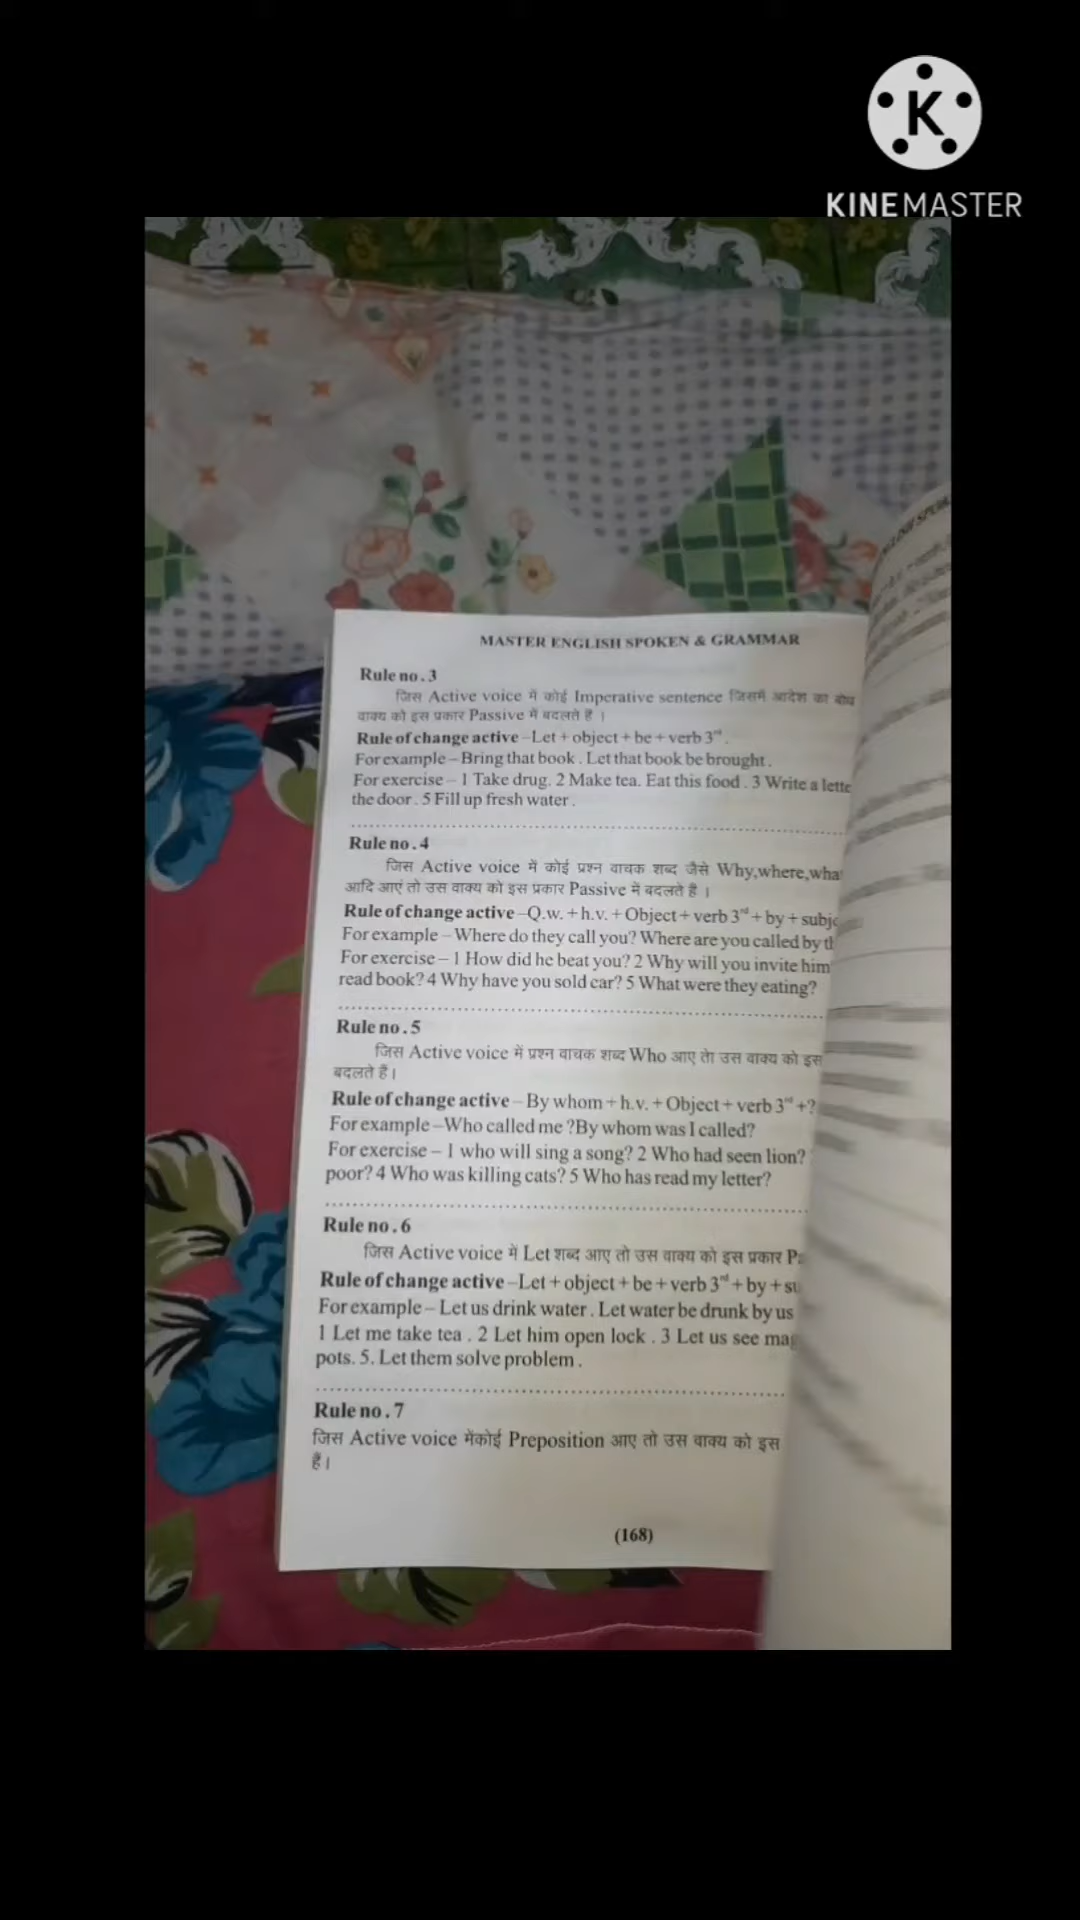 K
KINEMASTER
MASTER ENGLISH SPOKEN & GRAMMAR
Rule no. 3
जिस Active voice में कोई Imperative sentence जिसमें आदेश का बोध
वाक्य को इस प्रकार Passive में बदलते हैं ।
Rule of change active – Let + object + be + verb 3rd .
For example – Bring that book . Let that book be brought .
For exercise – 1 Take drug. 2 Make tea. Eat this food . 3 Write a lette
the door . 5 Fill up fresh water .
Rule no. 4
जिस Active voice में कोई प्रश्न वाचक शब्द जैसे Why,where,wha
आदि आएं तो उस वाक्य को इस प्रकार Passive में बदलते है ।
Rule of change active –Q.w. + h.v. + Object + verb 3rd + by + subje
For example – Where do they call you? Where are you called by th
For exercise – 1 How did he beat you? 2 Why will you invite him
read book? 4 Why have you sold car? 5 What were they eating?
Rule no. 5
जिस Active voice में प्रश्न वाचक शब्द Who आए तेा उस वाक्य को इस
बदलते हैं।
Rule of change active – By whom + h.v. + Object + verb 3rd +?
For example –Who called me ?By whom was I called?
For exercise – 1 who will sing a song? 2 Who had seen lion?
poor? 4 Who was killing cats? 5 Who has read my letter?
Rule no. 6
जिस Active voice में Let शब्द आए तो उस वाक्य को इस प्रकार Pa
Rule of change active –Let + object + be + verb 3rd + by + su
For example – Let us drink water . Let water be drunk by us
1 Let me take tea . 2 Let him open lock . 3 Let us see mag
pots. 5. Let them solve problem .
Rule no. 7
जिस Active voice मेंकोई Preposition आए तो उस वाक्य को इस
हैं।
(168)